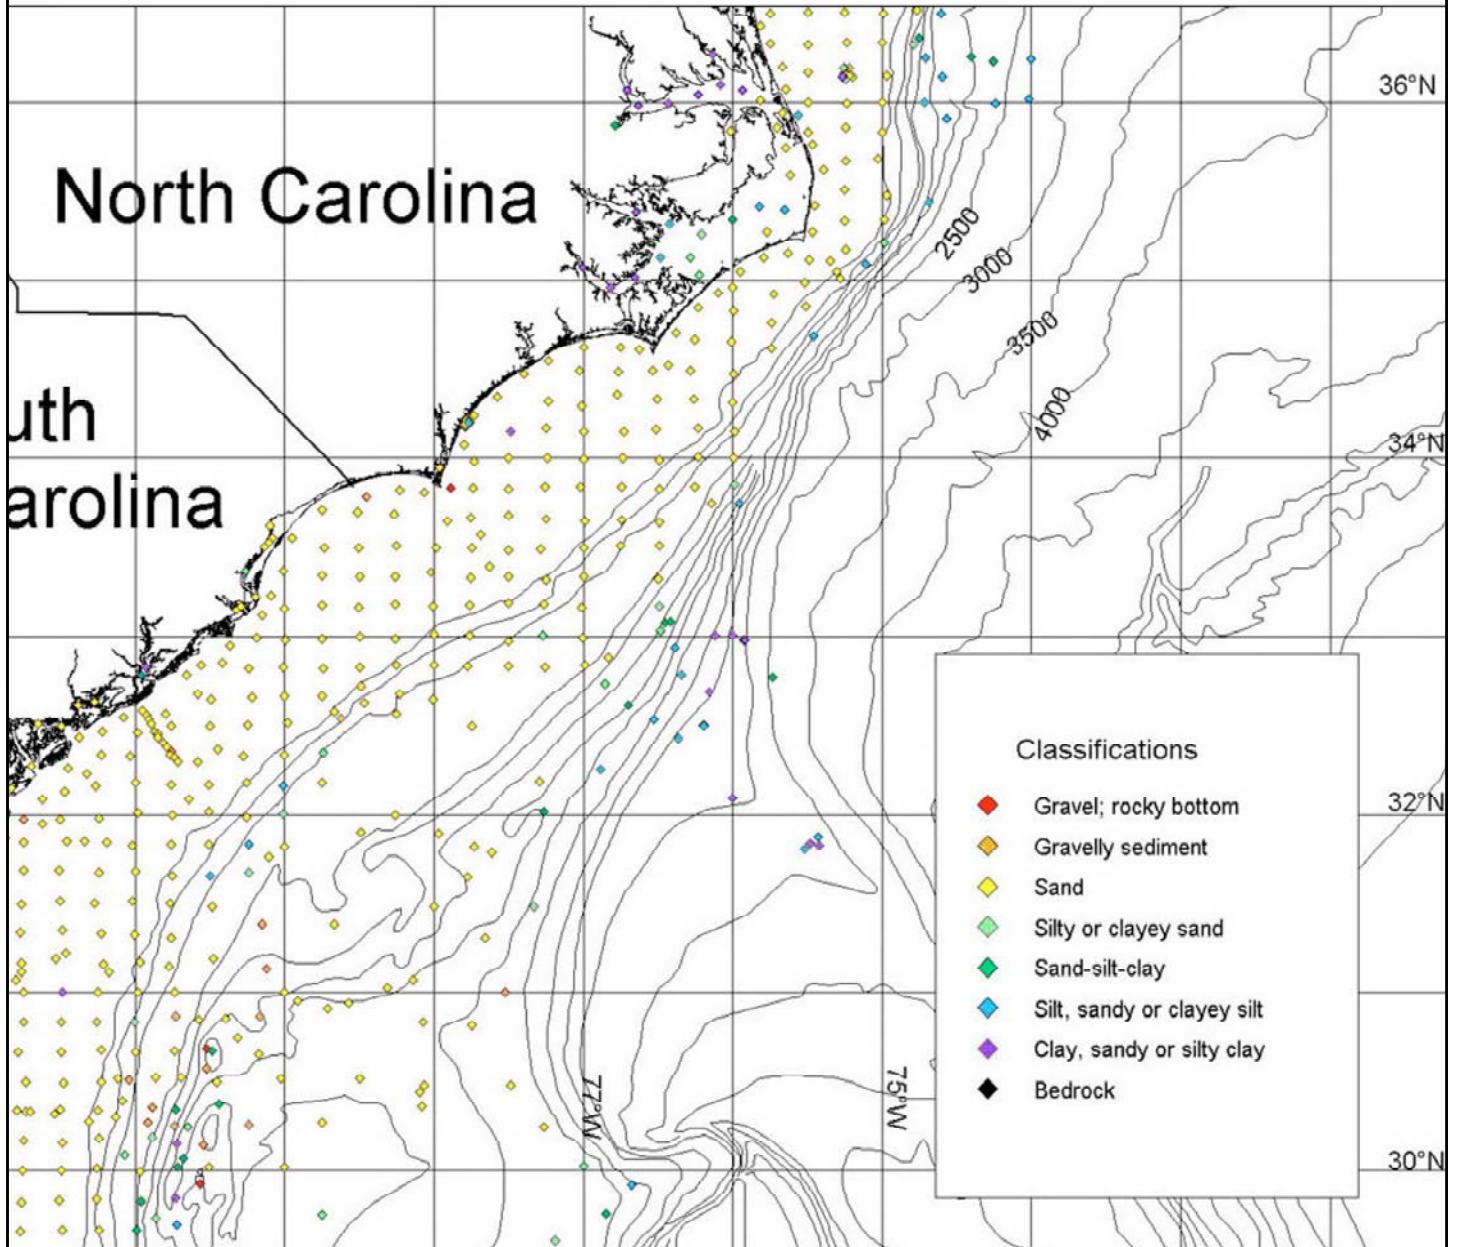 36°N
North Carolina
2500
3000
3500
uth
4000
34°N
arolina
Classifications
32°N
Gravel; rocky bottom
Gravelly sediment
Sand
Silty or clayey sand
Sand-silt-clay
Silt, sandy or clayey silt
Clay, sandy or silty clay
Bedrock
77°W
75°W
30°N